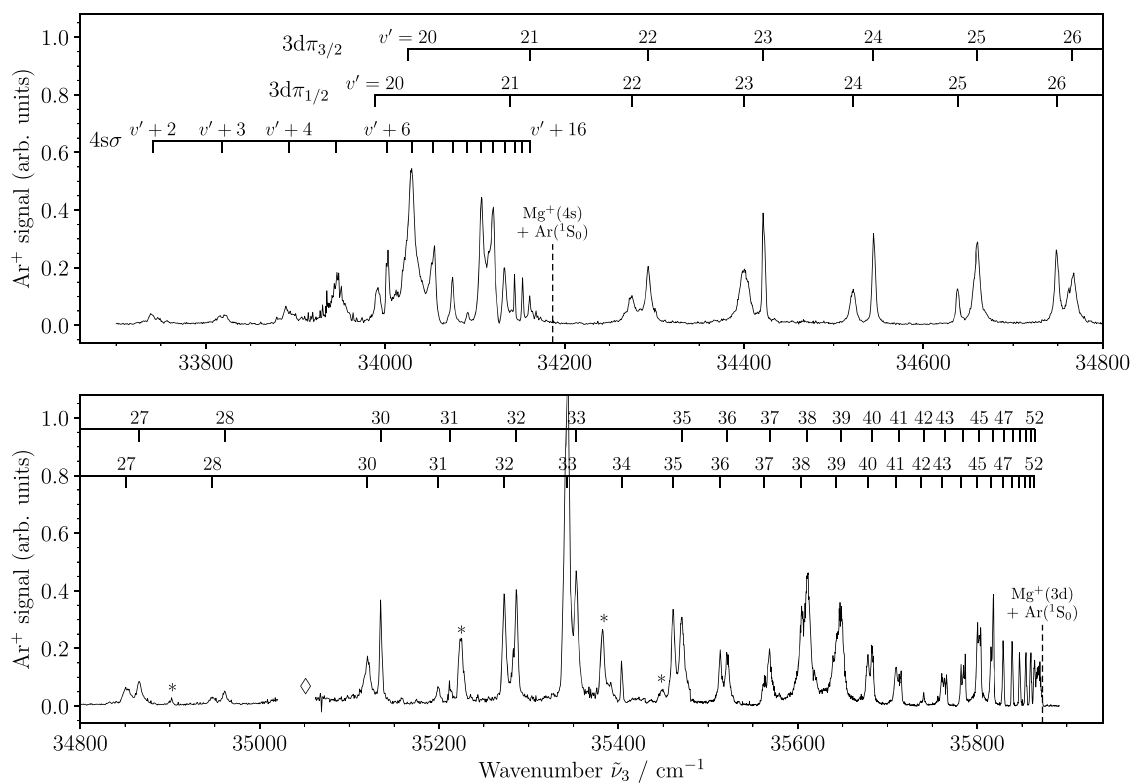 1.0
0.8
0.6
0.4
0.2
0.0
Ar⁺ signal (arb. units)
3dπ₃/₂ v′ = 20 21 22 23 24 25 26
3dπ₁/₂ v′ = 20 21 22 23 24 25 26
4sσ v′ + 2 v′ + 3 v′ + 4 v′ + 6 v′ + 16
Mg⁺(4s)
+ Ar(¹S₀)
33800 34000 34200 34400 34600 34800
1.0
0.8
0.6
0.4
0.2
0.0
Ar⁺ signal (arb. units)
27 28 30 31 32 33 35 36 37 38 39 40 41 42 43 45 47 52
27 28 30 31 32 33 34 35 36 37 38 39 40 41 42 43 45 47 52
* ◊ * * *
Mg⁺(3d)
+ Ar(¹S₀)
34800 35000 35200 35400 35600 35800
Wavenumber ν̃₃ / cm⁻¹